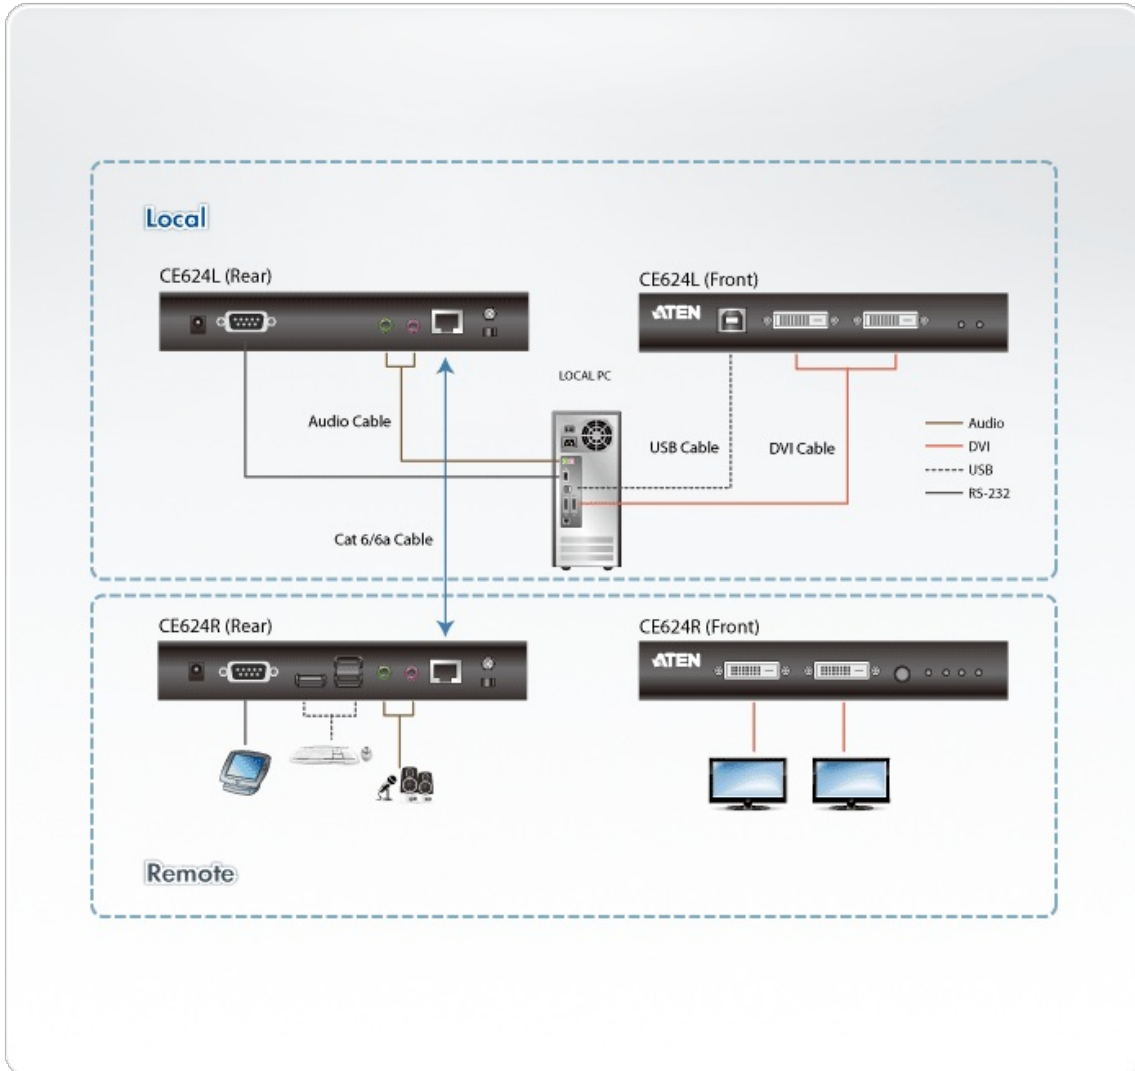 Local
CE624L (Rear)
CE624L (Front)
ATEN
LOCAL PC
Audio Cable
USB Cable
DVI Cable
Audio
DVI
USB
RS-232
Cat 6/6a Cable
CE624R (Rear)
CE624R (Front)
ATEN
Remote